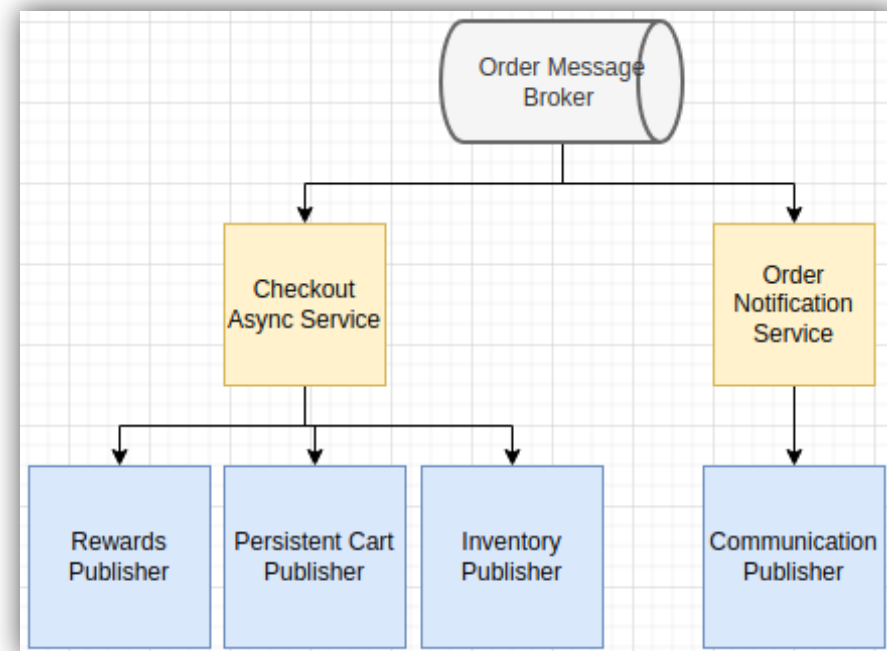 Order Message
Broker
Checkout
Async Service
Order
Notification
Service
Rewards
Publisher
Persistent Cart
Publisher
Inventory
Publisher
Communication
Publisher